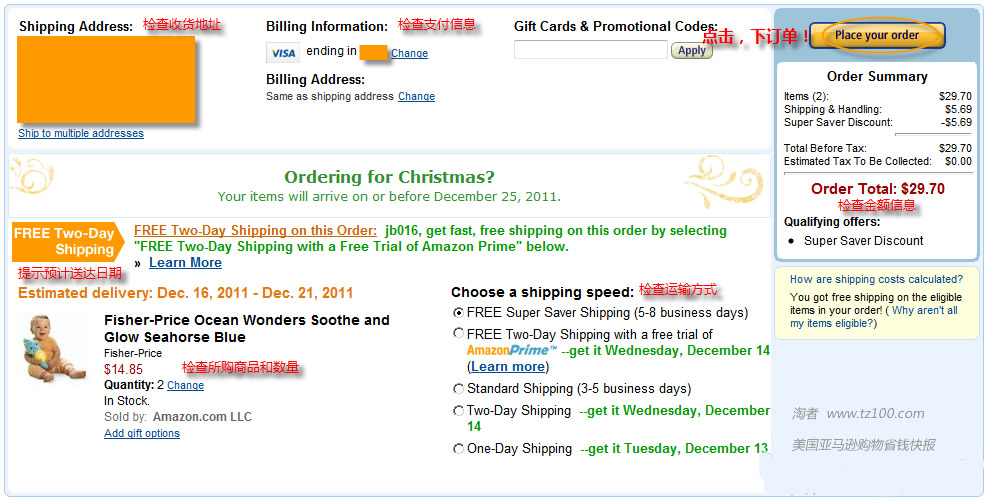 Shipping Address: 检查收货地址
Ship to multiple addresses
Billing Information: 检查支付信息
VISA ending in Change
Billing Address:
Same as shipping address Change
Gift Cards & Promotional Codes:
Apply
点击，下订单！
Place your order
Order Summary
Items (2): $29.70
Shipping & Handling: $5.69
Super Saver Discount: -$5.69
Total Before Tax: $29.70
Estimated Tax To Be Collected: $0.00
Order Total: $29.70
检查金额信息
Qualifying offers:
• Super Saver Discount
How are shipping costs calculated?
You got free shipping on the eligible
items in your order! ( Why aren't all
my items eligible?)
Ordering for Christmas?
Your items will arrive on or before December 25, 2011.
FREE Two-Day
Shipping
FREE Two-Day Shipping on this Order: jb016, get fast, free shipping on this order by selecting
"FREE Two-Day Shipping with a Free Trial of Amazon Prime" below.
» Learn More
提示预计送达日期
Estimated delivery: Dec. 16, 2011 - Dec. 21, 2011
Fisher-Price Ocean Wonders Soothe and
Glow Seahorse Blue
Fisher-Price
$14.85
检查所购商品和数量
Quantity: 2 Change
In Stock.
Sold by: Amazon.com LLC
Add gift options
Choose a shipping speed: 检查运输方式
FREE Super Saver Shipping (5-8 business days)
FREE Two-Day Shipping with a free trial of
AmazonPrime™ --get it Wednesday, December 14
(Learn more)
Standard Shipping (3-5 business days)
Two-Day Shipping --get it Wednesday, December
14
One-Day Shipping --get it Tuesday, December 13
淘者 www.tz100.com
美国亚马逊购物省钱快报